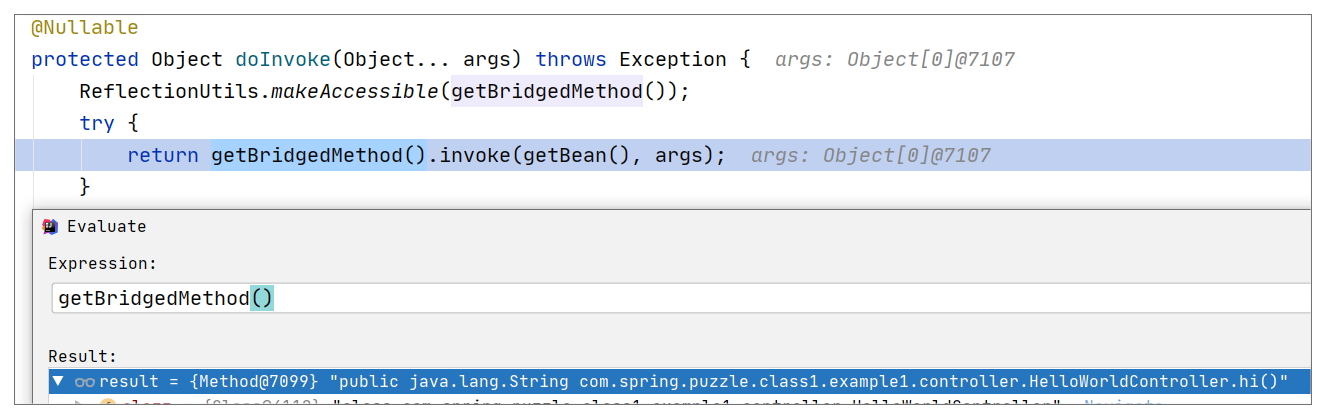 @Nullable
protected Object doInvoke(Object... args) throws Exception {  args: Object[0]@7107
ReflectionUtils.makeAccessible(getBridgedMethod());
try {
return getBridgedMethod().invoke(getBean(), args);  args: Object[0]@7107
}
Evaluate
Expression:
getBridgedMethod()
Result:
result = {Method@7099} "public java.lang.String com.spring.puzzle.class1.example1.controller.HelloWorldController.hi()"